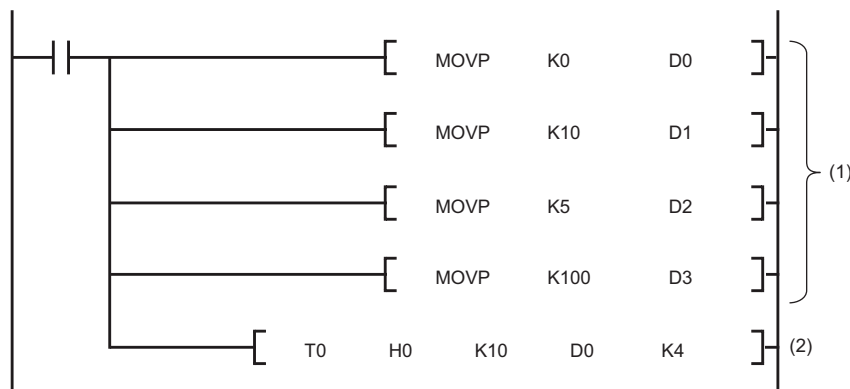 MOVP K0 D0
MOVP K10 D1
MOVP K5 D2
MOVP K100 D3
(1)
T0 H0 K10 D0 K4
(2)